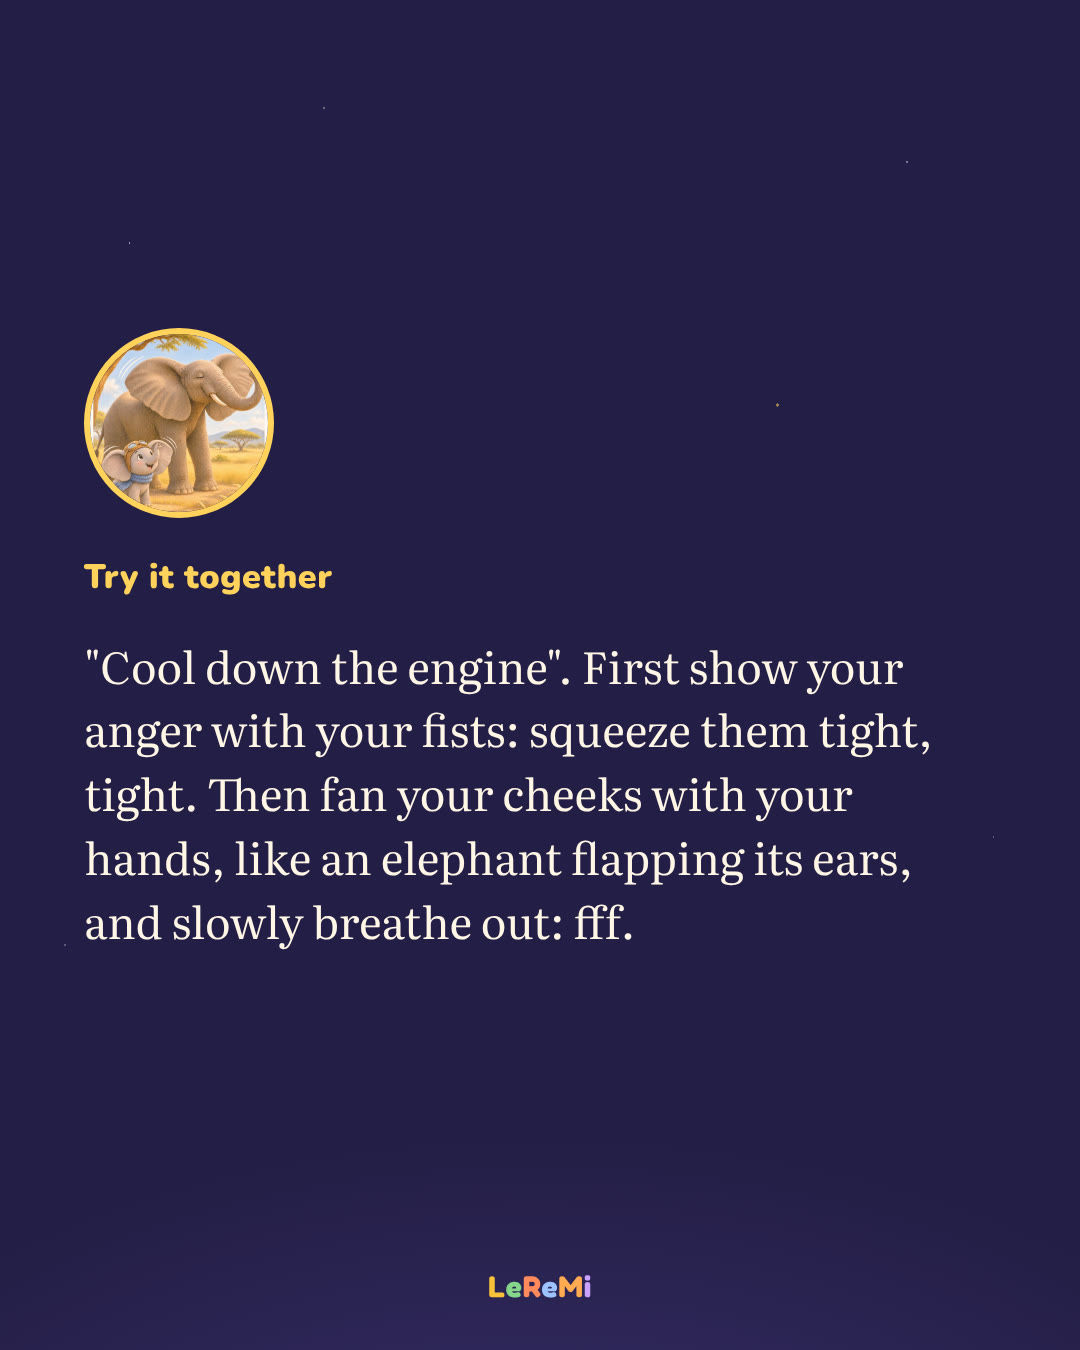 Try it together
"Cool down the engine". First show your
anger with your fists: squeeze them tight,
tight. Then fan your cheeks with your
hands, like an elephant flapping its ears,
and slowly breathe out: fff.
LeReMi